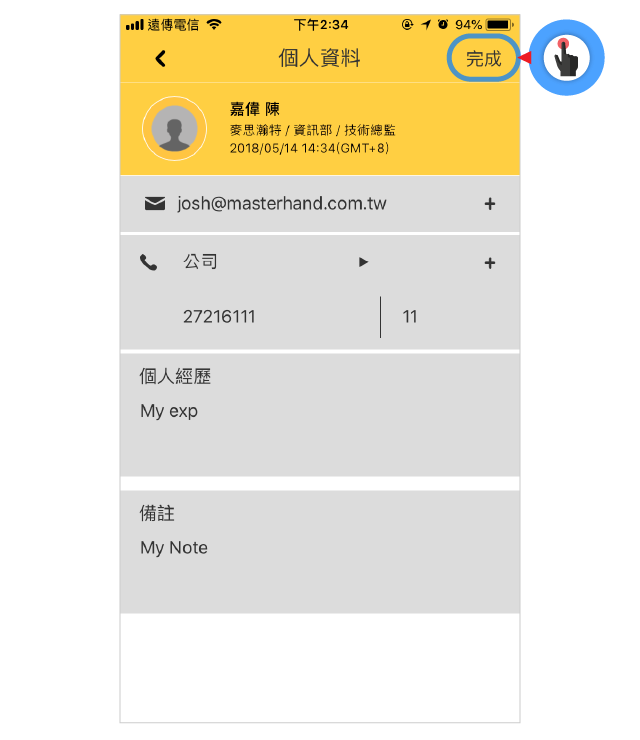 遠傳電信 下午2:34 94%
個人資料 完成
嘉偉 陳
麥思瀚特 / 資訊部 / 技術總監
2018/05/14 14:34(GMT+8)
josh@masterhand.com.tw +
公司 +
27216111 11
個人經歷
My exp
備註
My Note